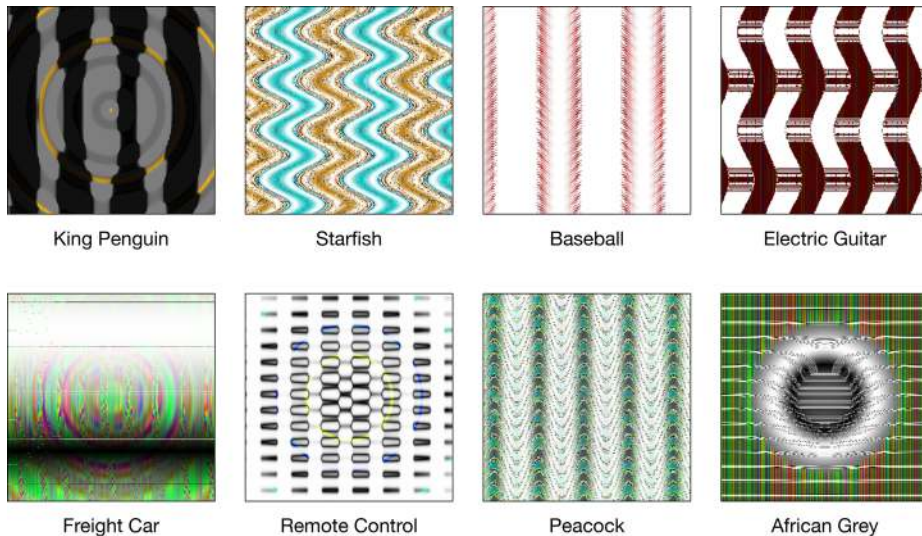 King Penguin
Starfish
Baseball
Electric Guitar
Freight Car
Remote Control
Peacock
African Grey